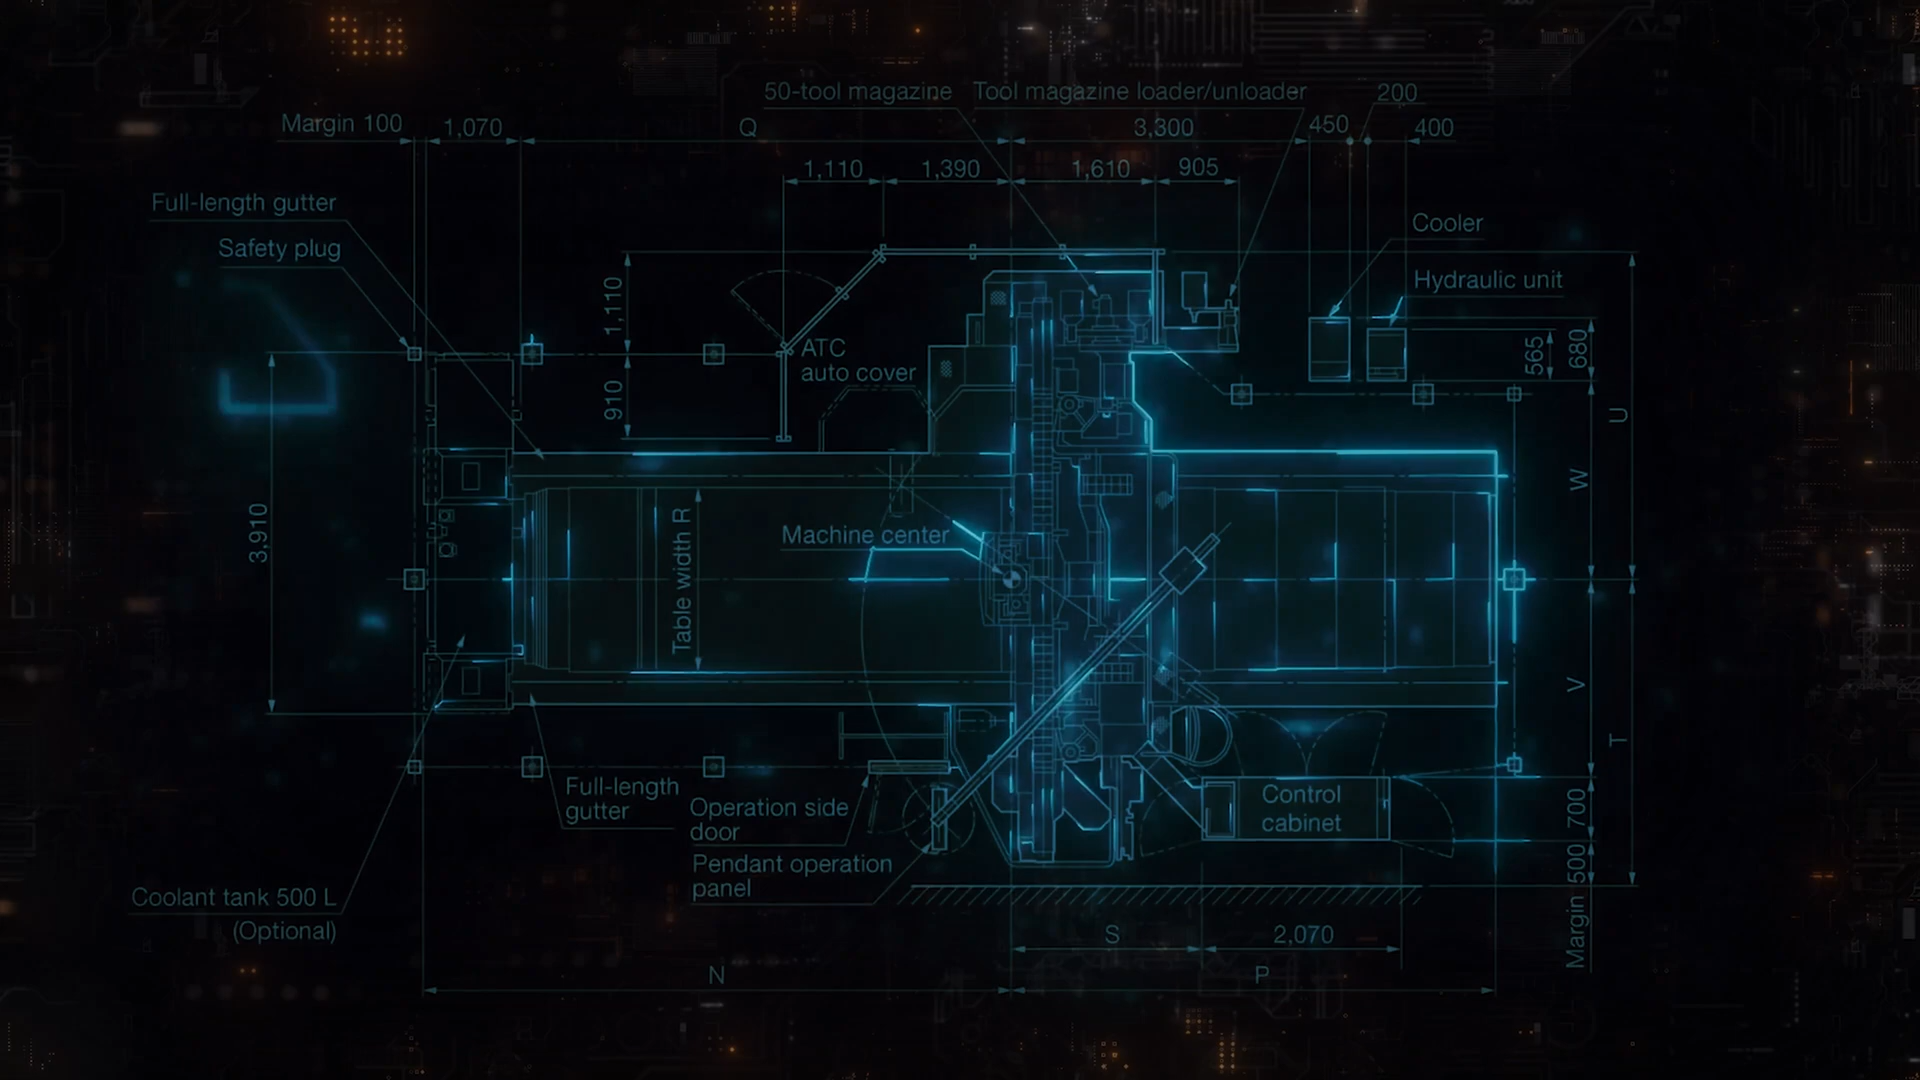 50-tool magazine
Tool magazine loader/unloader
200
Margin 100
1,070
Q
3,300
450
400
1,110
1,390
1,610
905
Full-length gutter
Safety plug
Cooler
Hydraulic unit
1,110
910
ATC
auto cover
565
680
U
W
3,910
Table width R
Machine center
V
T
Full-length
gutter
Operation side
door
Pendant operation
panel
Control
cabinet
700
500
Margin
Coolant tank 500 L
(Optional)
S
2,070
N
P